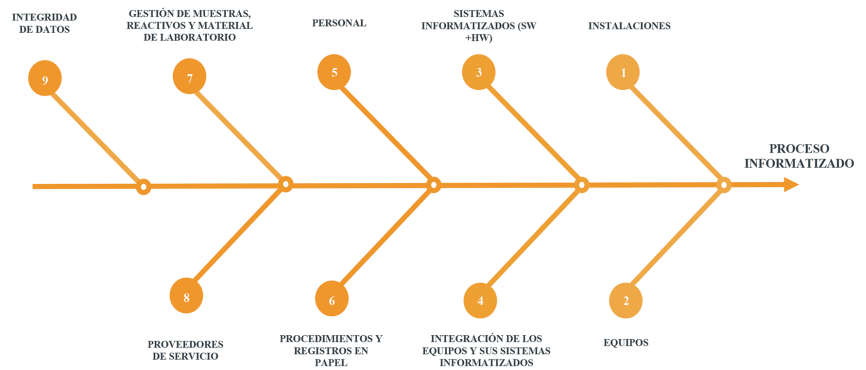 INTEGRIDAD
DE DATOS
GESTIÓN DE MUESTRAS,
REACTIVOS Y MATERIAL
DE LABORATORIO
PERSONAL
SISTEMAS
INFORMATIZADOS (SW
+HW)
INSTALACIONES
9
7
5
3
1
PROCESO
INFORMATIZADO
8
6
4
2
PROVEEDORES
DE SERVICIO
PROCEDIMIENTOS Y
REGISTROS EN
PAPEL
INTEGRACIÓN DE LOS
EQUIPOS Y SUS SISTEMAS
INFORMATIZADOS
EQUIPOS